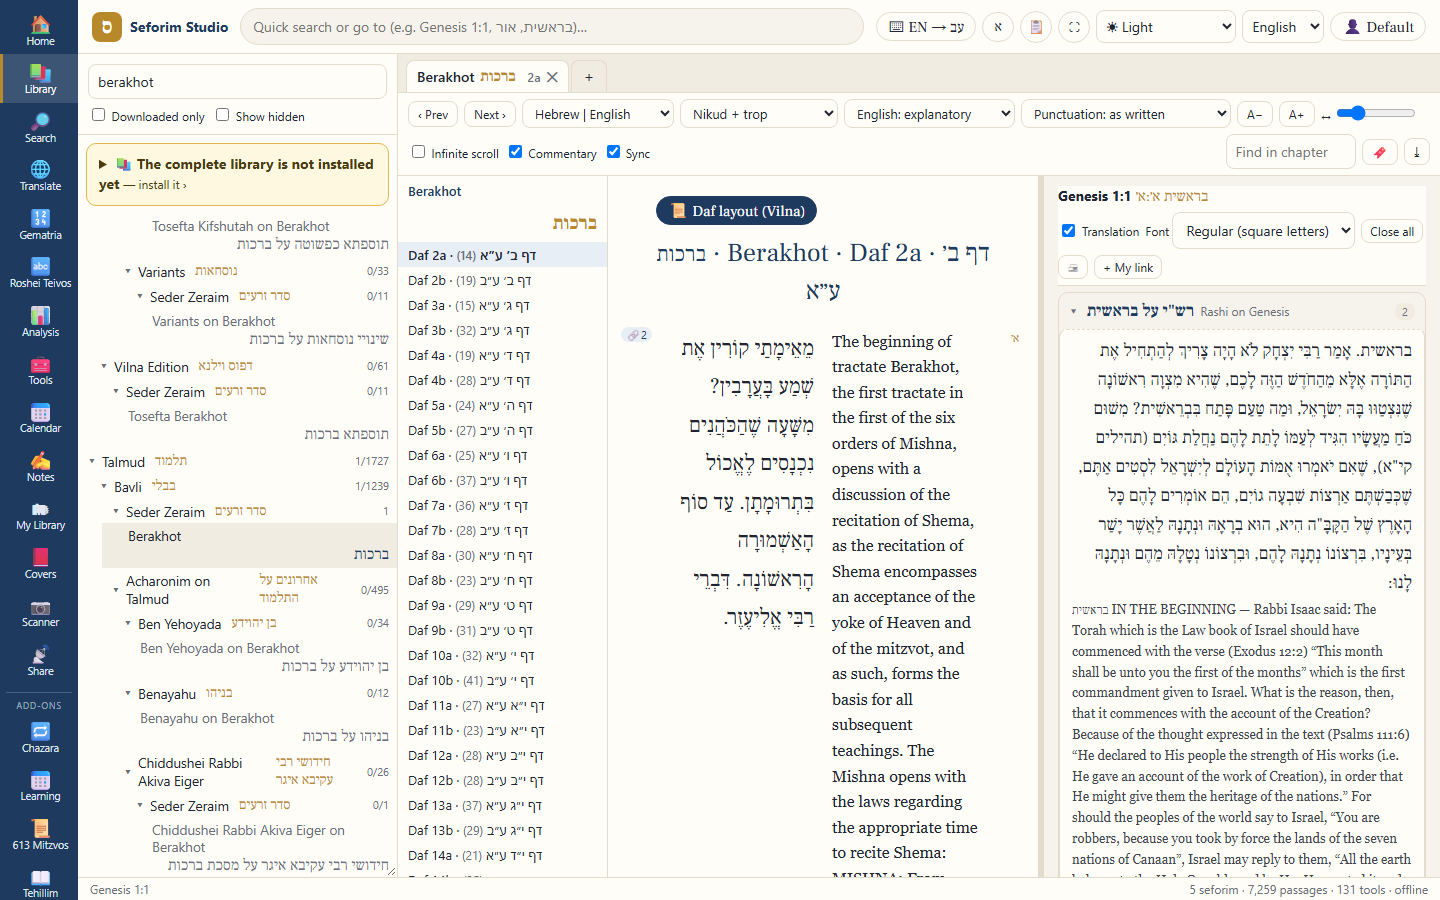 Home
Library
Search
Translate
Gematria
Roshei Teivos
Analysis
Tools
Calendar
Notes
My Library
Covers
Scanner
Share
ADD-ONS
Chazara
Learning
613 Mitzvos
Tehillim
ס Seforim Studio
Quick search or go to (e.g. Genesis 1:1, בראשית, אור)...
EN → עב
א
☀ Light
English
Default
berakhot
Downloaded only
Show hidden
▶ The complete library is not installed
yet — install it ›
Tosefta Kifshutah on Berakhot
תוספתא כפשוטה על ברכות
Variants נוסחאות 0/33
Seder Zeraim סדר זרעים 0/11
Variants on Berakhot
שינויי נוסחאות על ברכות
Vilna Edition דפוס וילנא 0/61
Seder Zeraim סדר זרעים 0/11
Tosefta Berakhot
תוספתא ברכות
Talmud תלמוד 1/1727
Bavli בבלי 1/1239
Seder Zeraim סדר זרעים 1
Berakhot
ברכות
Acharonim on אחרונים על 0/495
Talmud התלמוד
Ben Yehoyada בן יהוידע 0/34
Ben Yehoyada on Berakhot
בן יהוידע על ברכות
Benayahu בניהו 0/12
Benayahu on Berakhot
בניהו על ברכות
Chiddushei Rabbi חידושי רבי 0/26
Akiva Eiger עקיבא איגר
Seder Zeraim סדר זרעים 0/1
Chiddushei Rabbi Akiva Eiger on
Berakhot
חידושי רבי עקיבא איגר על מסכת ברכות
Berakhot ברכות 2a ✕
+
‹ Prev
Next ›
Hebrew | English
Nikud + trop
English: explanatory
Punctuation: as written
A−
A+
↔
Infinite scroll
Commentary
Sync
Find in chapter
Berakhot
ברכות
Daf 2a · (14) דף ב׳ ע״א
Daf 2b · (19) דף ב׳ ע״ב
Daf 3a · (15) דף ג׳ ע״א
Daf 3b · (32) דף ג׳ ע״ב
Daf 4a · (19) דף ד׳ ע״א
Daf 4b · (28) דף ד׳ ע״ב
Daf 5a · (24) דף ה׳ ע״א
Daf 5b · (27) דף ה׳ ע״ב
Daf 6a · (25) דף ו׳ ע״א
Daf 6b · (37) דף ו׳ ע״ב
Daf 7a · (36) דף ז׳ ע״א
Daf 7b · (28) דף ז׳ ע״ב
Daf 8a · (30) דף ח׳ ע״א
Daf 8b · (23) דף ח׳ ע״ב
Daf 9a · (29) דף ט׳ ע״א
Daf 9b · (31) דף ט׳ ע״ב
Daf 10a · (32) דף י׳ ע״א
Daf 10b · (41) דף י׳ ע״ב
Daf 11a · (27) דף י״א ע״א
Daf 11b · (23) דף י״א ע״ב
Daf 12a · (28) דף י״ב ע״א
Daf 12b · (28) דף י״ב ע״ב
Daf 13a · (37) דף י״ג ע״א
Daf 13b · (29) דף י״ג ע״ב
Daf 14a · (21) דף י״ד ע״א
Daf layout (Vilna)
ברכות · Berakhot · Daf 2a · דף ב׳
ע״א
2
מֵאֵימָתַי קוֹרִין אֶת
שְׁמַע בָּעֲרָבִין?
מִשָּׁעָה שֶׁהַכֹּהֲנִים
נִכְנָסִים לֶאֱכוֹל
בִּתְרוּמָתָן. עַד סוֹף
הָאַשְׁמוּרָה
הָרִאשׁוֹנָה. דִּבְרֵי
רַבִּי אֱלִיעֶזֶר.
א׳
The beginning of
tractate Berakhot,
the first tractate in
the first of the six
orders of Mishna,
opens with a
discussion of the
recitation of Shema,
as the recitation of
Shema encompasses
an acceptance of the
yoke of Heaven and
of the mitzvot, and
as such, forms the
basis for all
subsequent
teachings. The
Mishna opens with
the laws regarding
the appropriate time
to recite Shema:
MISHNA: From
Genesis 1:1 בראשית א׳:א׳
Translation Font
Regular (square letters)
Close all
+ My link
רש"י על בראשית Rashi on Genesis 2
בראשית. אָמַר רַבִּי יִצְחָק לֹא הָיָה צָרִיךְ לְהַתְחִיל אֶת
הַתּוֹרָה אֶלָּא מֵהַחֹדֶשׁ הַזֶּה לָכֶם, שֶׁהִיא מִצְוָה רִאשׁוֹנָה
שֶׁנִּצְטַוּוּ בָּהּ יִשְׂרָאֵל, וּמַה טַּעַם פָּתַח בִּבְרֵאשִׁית? מִשּׁוּם
כֹּחַ מַעֲשָׂיו הִגִּיד לְעַמּוֹ לָתֵת לָהֶם נַחֲלַת גּוֹיִם (תהילים
קי"א), שֶׁאִם יֹאמְרוּ אֻמּוֹת הָעוֹלָם לְיִשְׂרָאֵל לִסְטִים אַתֶּם,
שֶׁכְּבַשְׁתֶּם אַרְצוֹת שִׁבְעָה גוֹיִם, הֵם אוֹמְרִים לָהֶם כָּל
הָאָרֶץ שֶׁל הַקָּבָּ"ה הִיא, הוּא בְרָאָהּ וּנְתָנָהּ לַאֲשֶׁר יָשַׁר
בְּעֵינָיו, בִּרְצוֹנוֹ נְתָנָהּ לָהֶם, וּבִרְצוֹנוֹ נְטָלָהּ מֵהֶם וּנְתָנָהּ
לָנוּ:
בראשית IN THE BEGINNING — Rabbi Isaac said: The
Torah which is the Law book of Israel should have
commenced with the verse (Exodus 12:2) “This month
shall be unto you the first of the months” which is the first
commandment given to Israel. What is the reason, then,
that it commences with the account of the Creation?
Because of the thought expressed in the text (Psalms 111:6)
“He declared to His people the strength of His works (i.e.
He gave an account of the work of Creation), in order that
He might give them the heritage of the nations.” For
should the peoples of the world say to Israel, “You are
robbers, because you took by force the lands of the seven
nations of Canaan”, Israel may reply to them, “All the earth
Genesis 1:1
5 seforim · 7,259 passages · 131 tools · offline